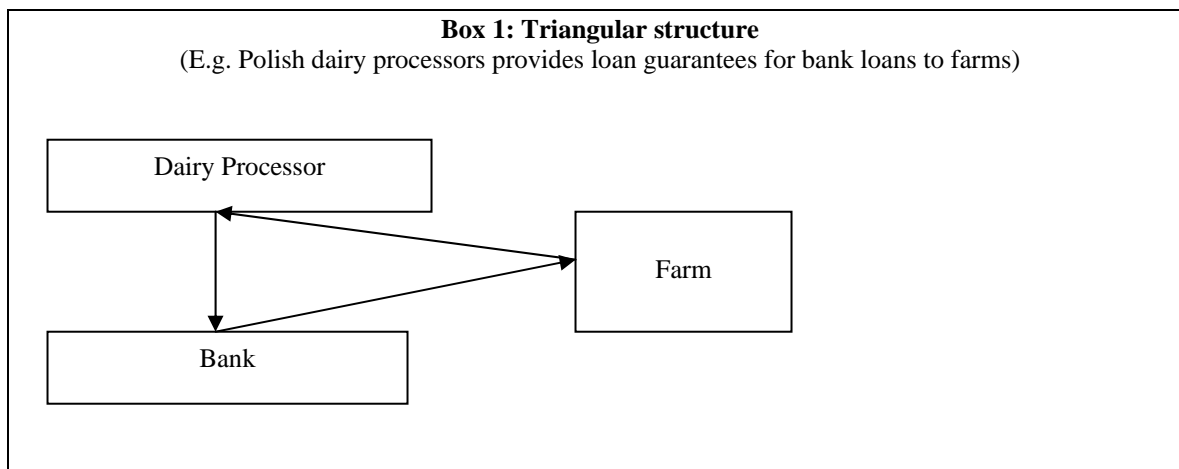 Box 1: Triangular structure
(E.g. Polish dairy processors provides loan guarantees for bank loans to farms)
Dairy Processor
Farm
Bank